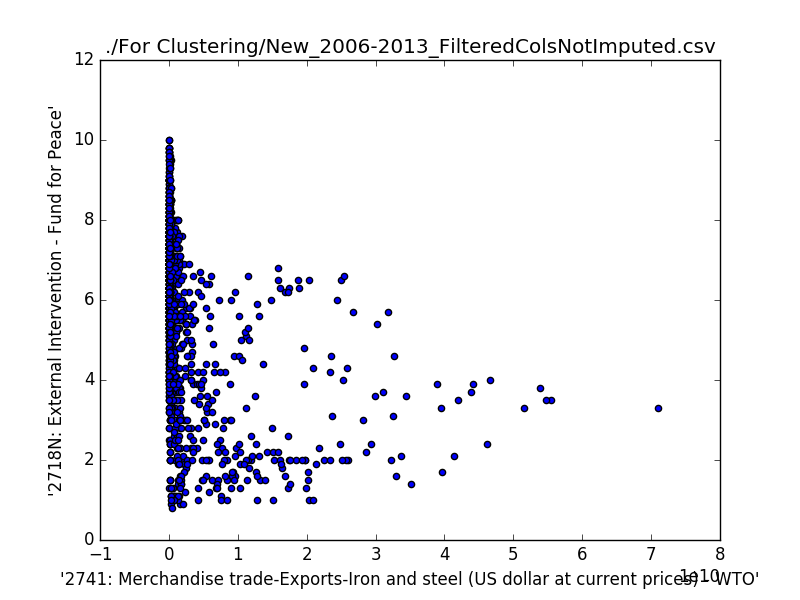 ./For Clustering/New_2006-2013_FilteredColsNotImputed.csv
12
10
8
6
4
2
0
'2718N: External Intervention - Fund for Peace'
−1 0 1 2 3 4 5 6 7 8
1e10
'2741: Merchandise trade-Exports-Iron and steel (US dollar at current prices) - WTO'